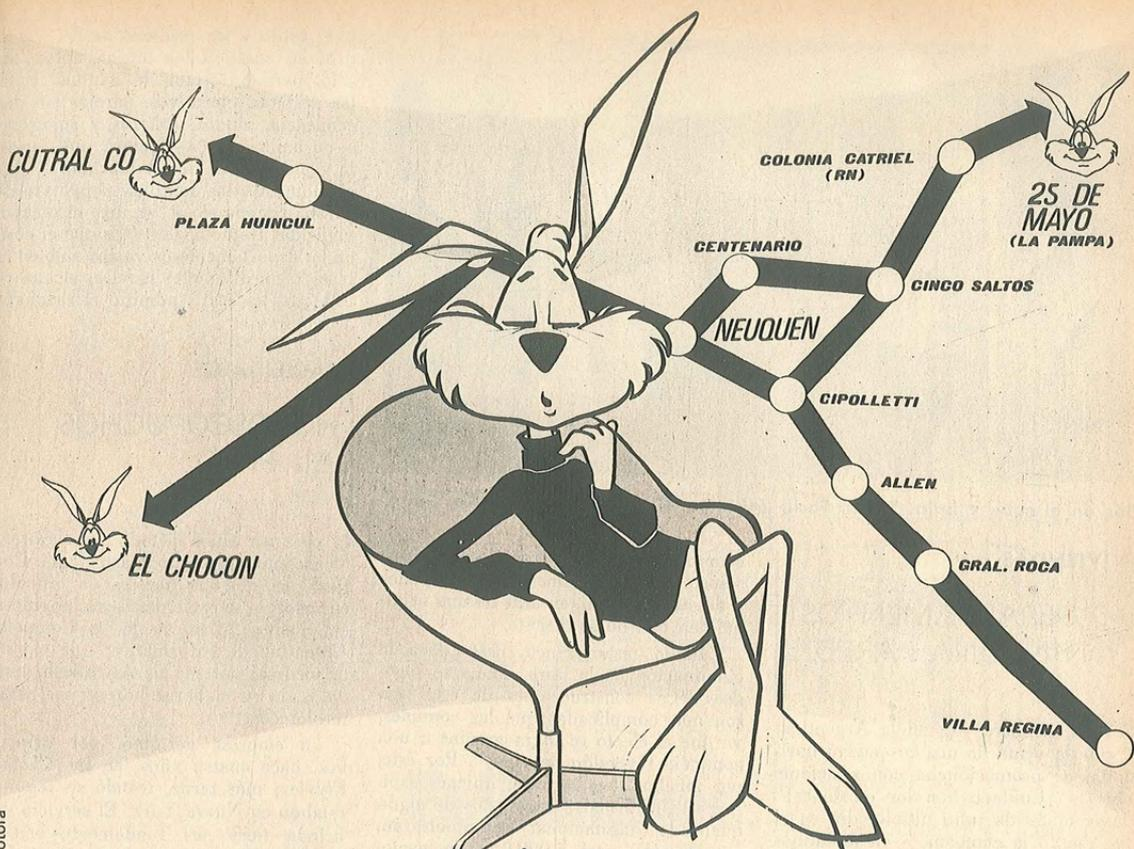 CUTRAL CO
PLAZA HUINCUL
COLONIA CATRIEL
(RN)
25 DE
MAYO
(LA PAMPA)
CENTENARIO
CINCO SALTOS
NEUQUEN
CIPOLLETTI
ALLEN
GRAL. ROCA
EL CHOCON
VILLA REGINA